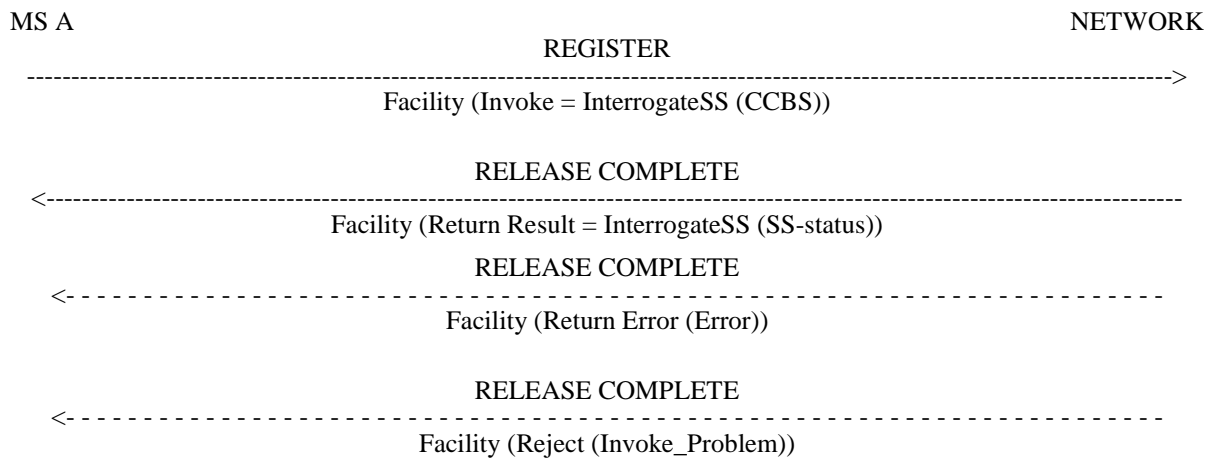 MS A NETWORK
REGISTER
Facility (Invoke = InterrogateSS (CCBS))
RELEASE COMPLETE
Facility (Return Result = InterrogateSS (SS-status))
RELEASE COMPLETE
Facility (Return Error (Error))
RELEASE COMPLETE
Facility (Reject (Invoke_Problem))